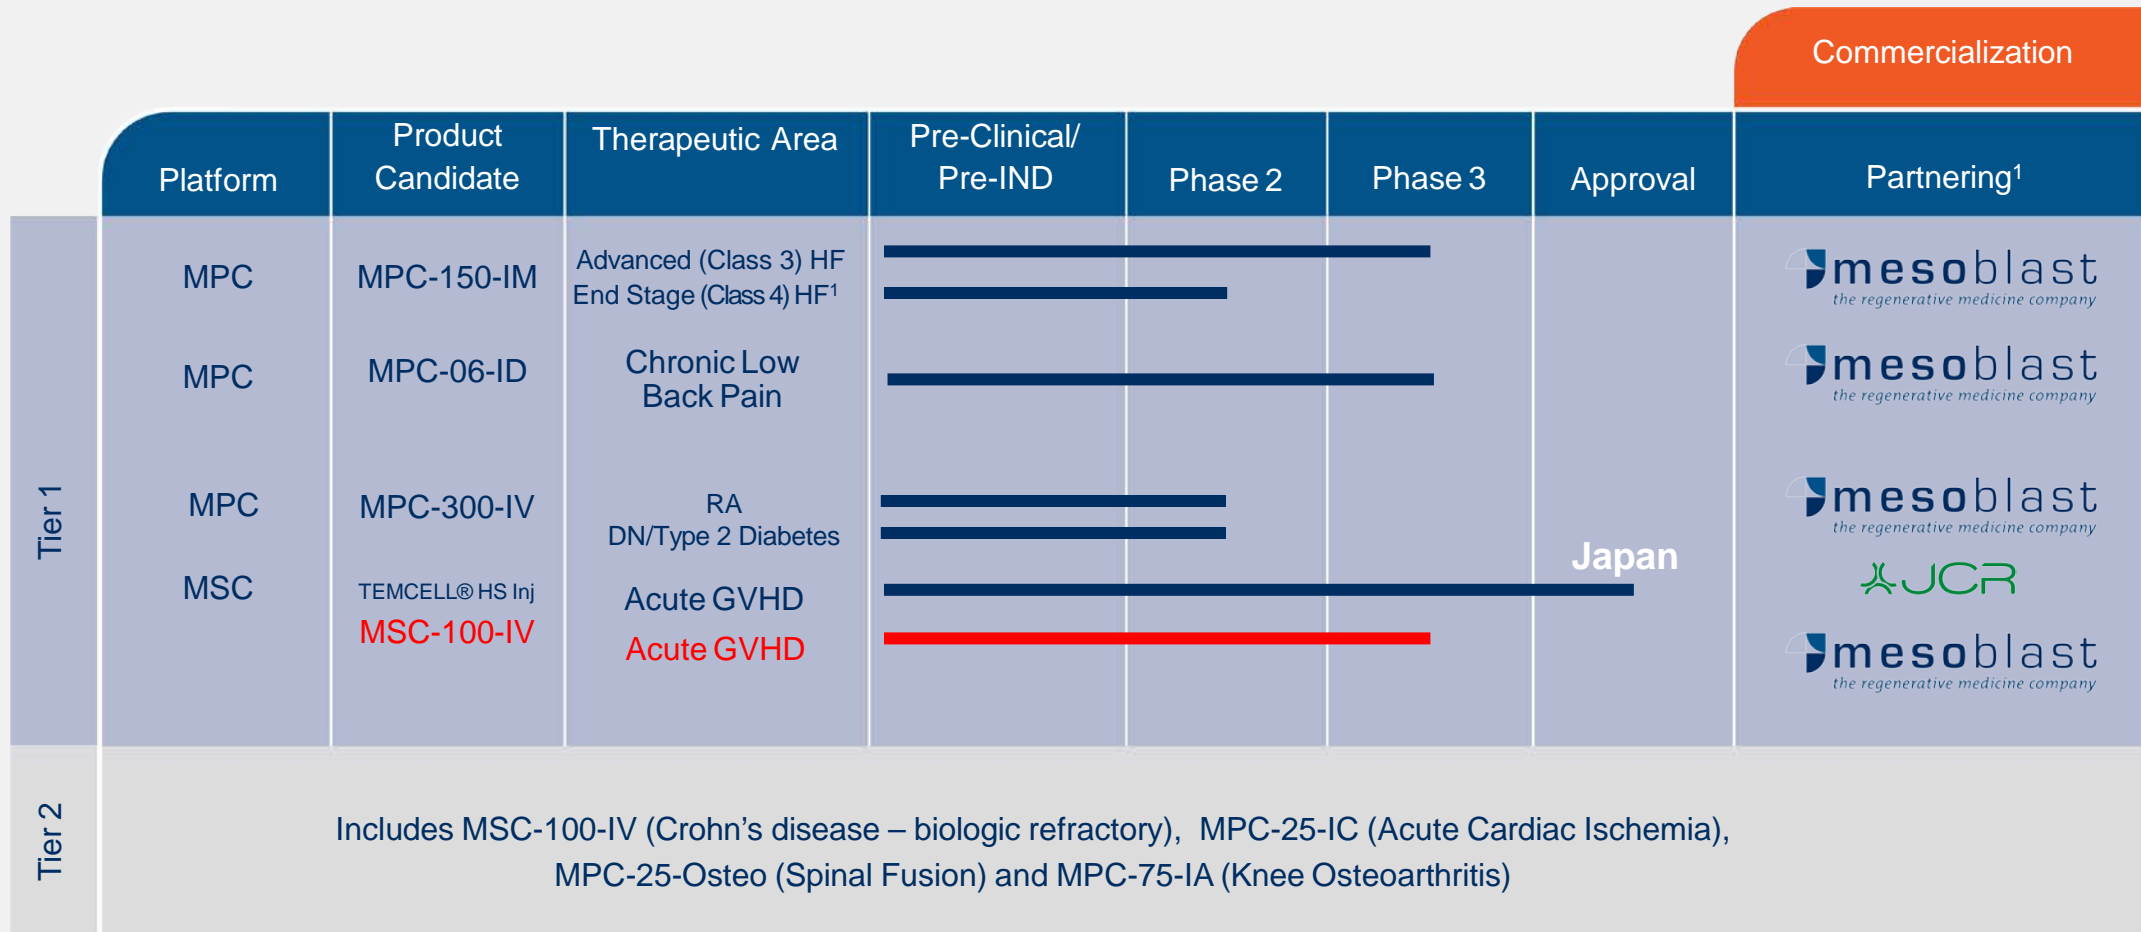 Commercialization
Platform
Product
Candidate
Therapeutic Area
Pre-Clinical/
Pre-IND
Phase 2
Phase 3
Approval
Partnering¹
Tier 1
MPC
MPC-150-IM
Advanced (Class 3) HF
End Stage (Class 4) HF¹
mesoblast
the regenerative medicine company
MPC
MPC-06-ID
Chronic Low
Back Pain
mesoblast
the regenerative medicine company
MPC
MPC-300-IV
RA
DN/Type 2 Diabetes
mesoblast
the regenerative medicine company
MSC
TEMCELL® HS Inj
Acute GVHD
Japan
JCR
MSC-100-IV
Acute GVHD
mesoblast
the regenerative medicine company
Tier 2
Includes MSC-100-IV (Crohn’s disease – biologic refractory), MPC-25-IC (Acute Cardiac Ischemia),
MPC-25-Osteo (Spinal Fusion) and MPC-75-IA (Knee Osteoarthritis)